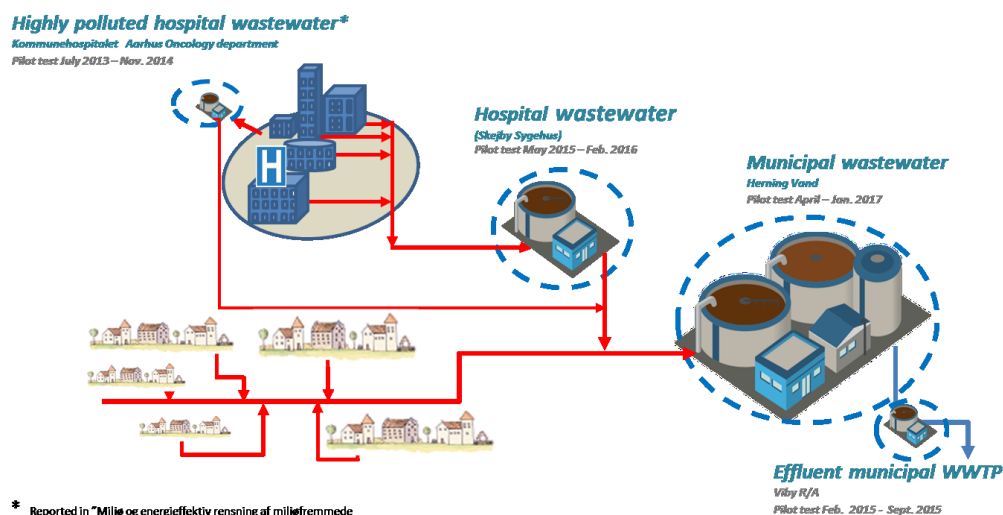 Highly polluted hospital wastewater*
Kommunehospitalet Aarhus Oncology department
Pilot test July 2013 – Nov. 2014
Hospital wastewater
(Skejby Sygehus)
Pilot test May 2015 – Feb. 2016
Municipal wastewater
Herning Vand
Pilot test April – Jan. 2017
H
Effluent municipal WWTP
Viby R/A
Pilot test Feb. 2015 - Sept. 2015
* Reported in "Miljø og energieffektiv rensning af miljøfremmede